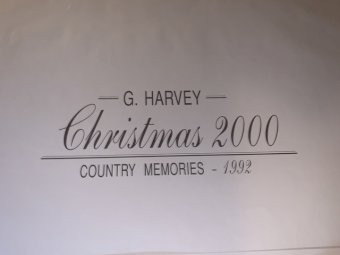 — G. HARVEY —
Christmas 2000
COUNTRY MEMORIES - 1992